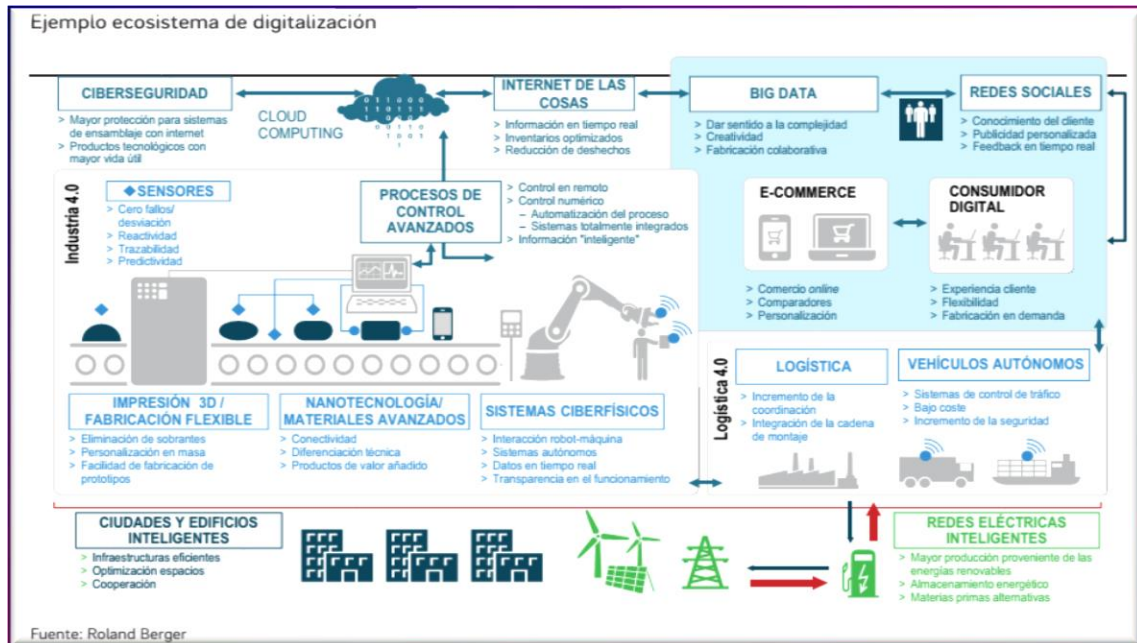 Ejemplo ecosistema de digitalización
CIBERSEGURIDAD
> Mayor protección para sistemas
de ensamblaje con internet
> Productos tecnológicos con
mayor vida útil
CLOUD
COMPUTING
011000
101101
1001
101
INTERNET DE LAS
COSAS
> Información en tiempo real
> Inventarios optimizados
> Reducción de deshechos
BIG DATA
> Dar sentido a la complejidad
> Creatividad
> Fabricación colaborativa
REDES SOCIALES
> Conocimiento del cliente
> Publicidad personalizada
> Feedback en tiempo real
Industria 4.0
SENSORES
> Cero fallos/
desviación
> Reactividad
> Trazabilidad
> Predictividad
PROCESOS DE
CONTROL
AVANZADOS
> Control en remoto
> Control numérico
– Automatización del proceso
– Sistemas totalmente integrados
> Información "inteligente"
E-COMMERCE
> Comercio online
> Comparadores
> Personalización
CONSUMIDOR
DIGITAL
> Experiencia cliente
> Flexibilidad
> Fabricación en demanda
IMPRESIÓN 3D /
FABRICACIÓN FLEXIBLE
> Eliminación de sobrantes
> Personalización en masa
> Facilidad de fabricación de
prototipos
NANOTECNOLOGÍA/
MATERIALES AVANZADOS
> Conectividad
> Diferenciación técnica
> Productos de valor añadido
SISTEMAS CIBERFÍSICOS
> Interacción robot-máquina
> Sistemas autónomos
> Datos en tiempo real
> Transparencia en el funcionamiento
Logística 4.0
LOGÍSTICA
> Incremento de la
coordinación
> Integración de la cadena
de montaje
VEHÍCULOS AUTÓNOMOS
> Sistemas de control de tráfico
> Bajo coste
> Incremento de la seguridad
CIUDADES Y EDIFICIOS
INTELIGENTES
> Infraestructuras eficientes
> Optimización espacios
> Cooperación
REDES ELÉCTRICAS
INTELIGENTES
> Mayor producción proveniente de las
energías renovables
> Almacenamiento energético
> Materias primas alternativas
Fuente: Roland Berger